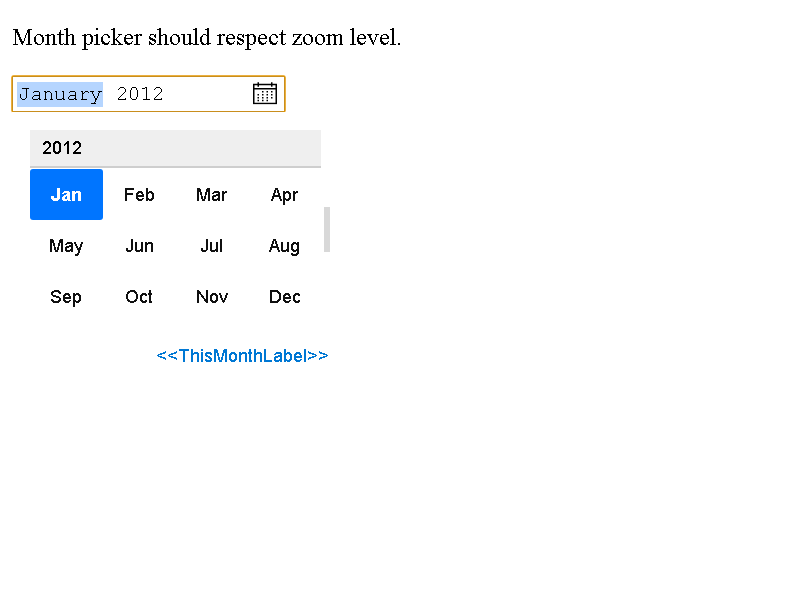 Month picker should respect zoom level.
January 2012
2012
Jan Feb Mar Apr
May Jun Jul Aug
Sep Oct Nov Dec
<<ThisMonthLabel>>